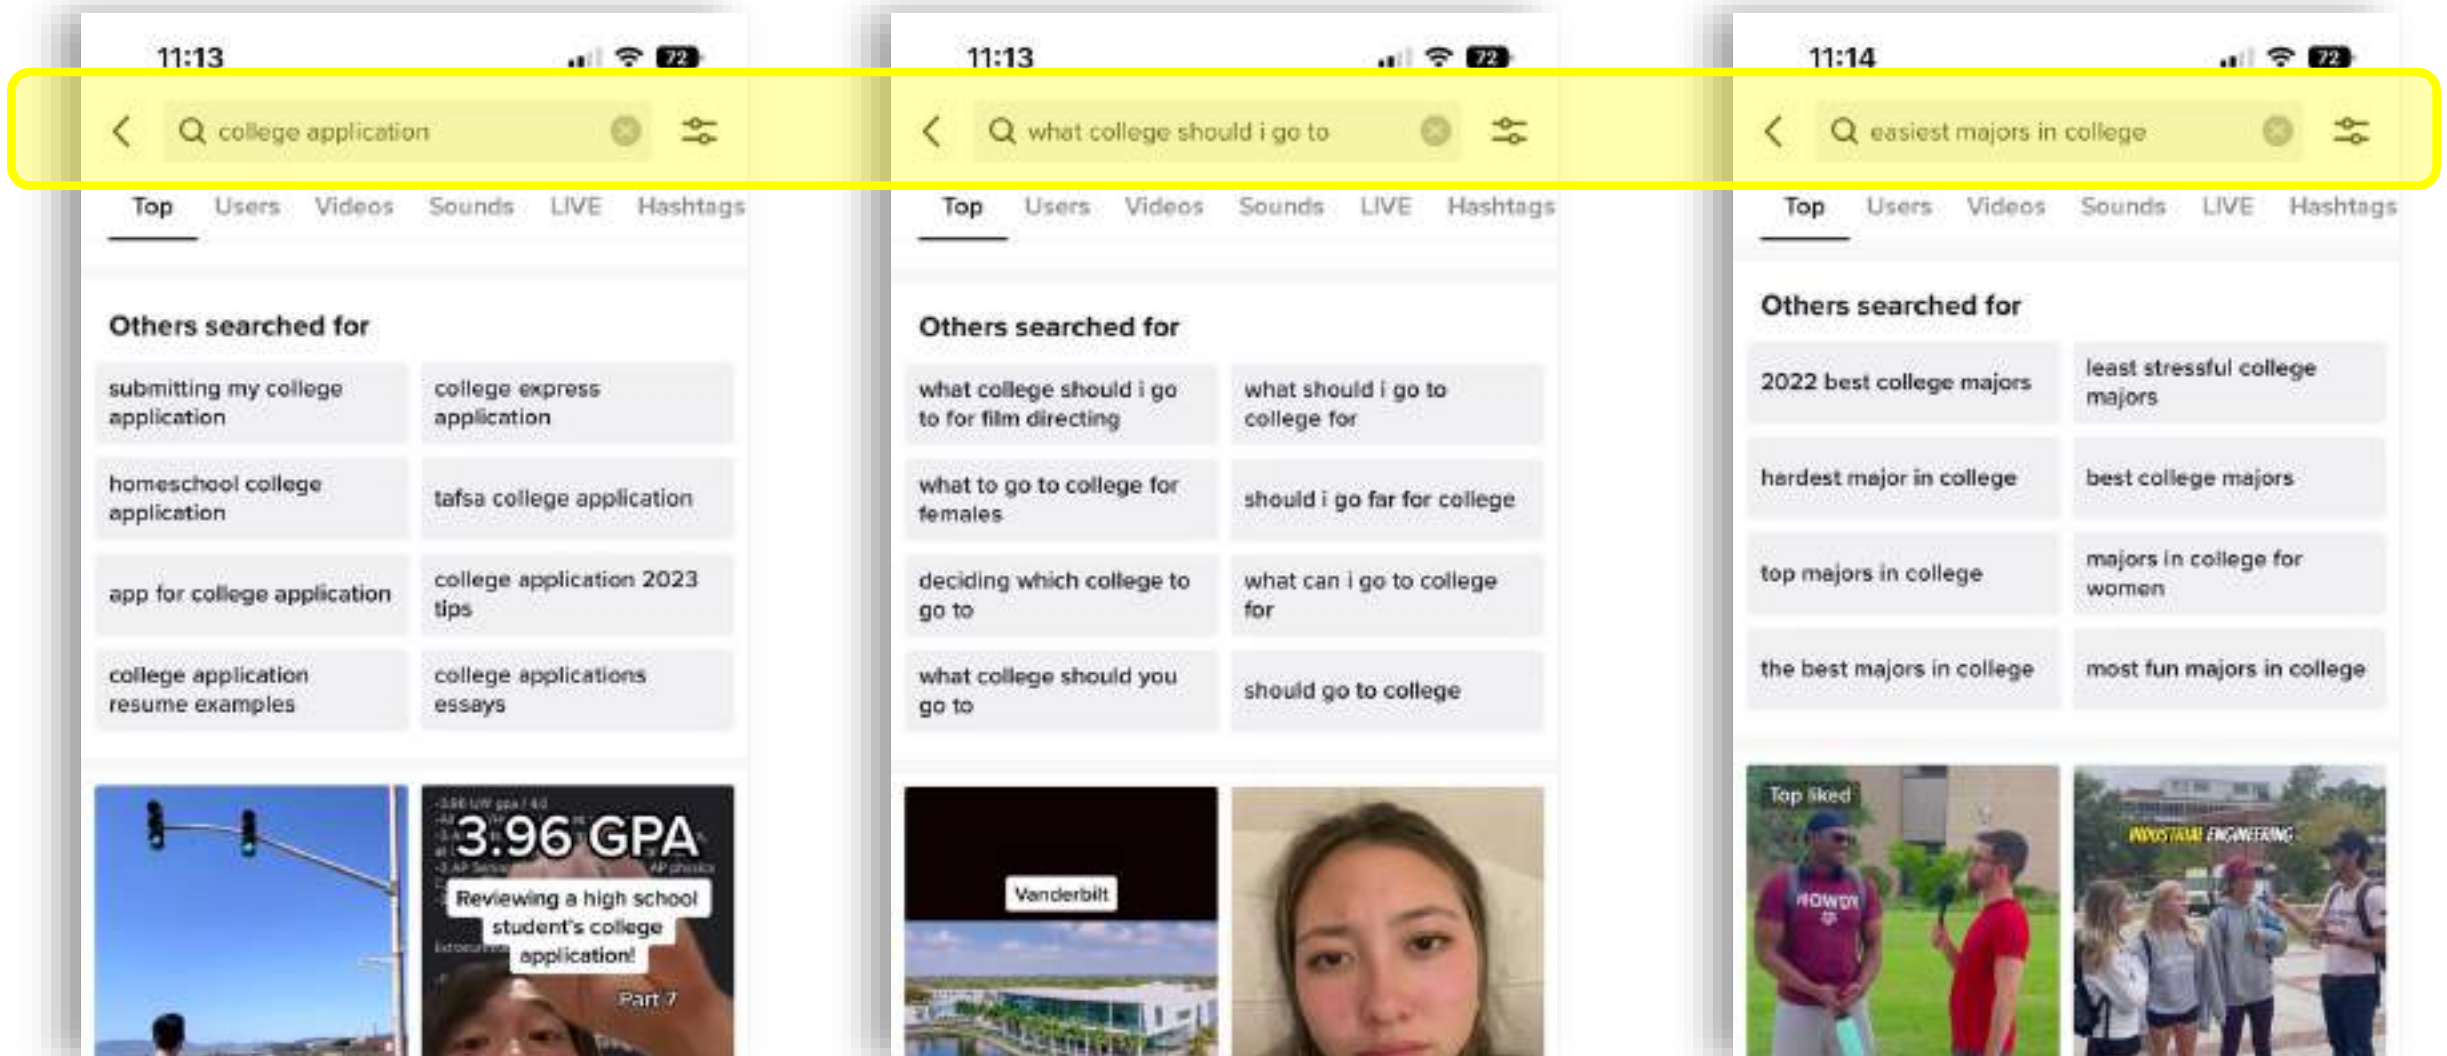 11:13
72
college application
Top Users Videos Sounds LIVE Hashtags
Others searched for
submitting my college
application
college express
application
homeschool college
application
tafsa college application
app for college application
college application 2023
tips
college application
resume examples
college applications
essays
3.96 GPA
Reviewing a high school
student's college
application!
Part 7
11:13
72
what college should i go to
Top Users Videos Sounds LIVE Hashtags
Others searched for
what college should i go
to for film directing
what should i go to
college for
what to go to college for
females
should i go far for college
deciding which college to
go to
what can i go to college
for
what college should you
go to
should go to college
Vanderbilt
11:14
72
easiest majors in college
Top Users Videos Sounds LIVE Hashtags
Others searched for
2022 best college majors
least stressful college
majors
hardest major in college
best college majors
top majors in college
majors in college for
women
the best majors in college
most fun majors in college
Top liked
HOWDY
INDUSTRIAL ENGINEERING